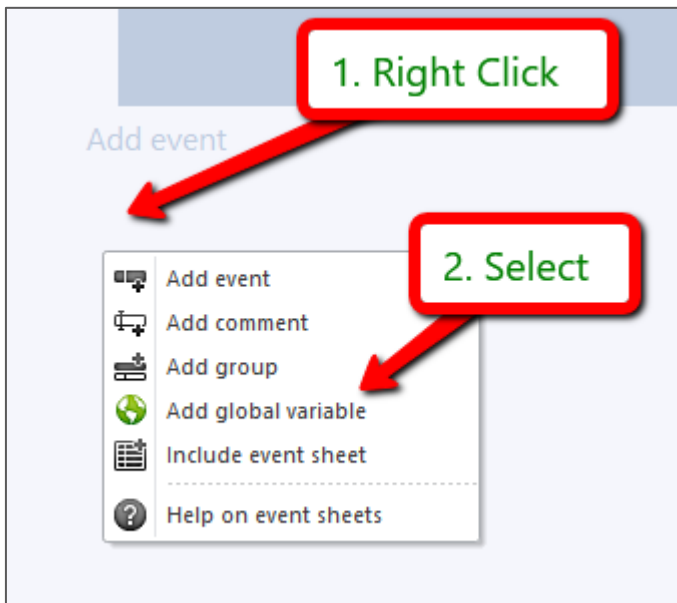 1. Right Click
Add event
2. Select
Add event
Add comment
Add group
Add global variable
Include event sheet
Help on event sheets